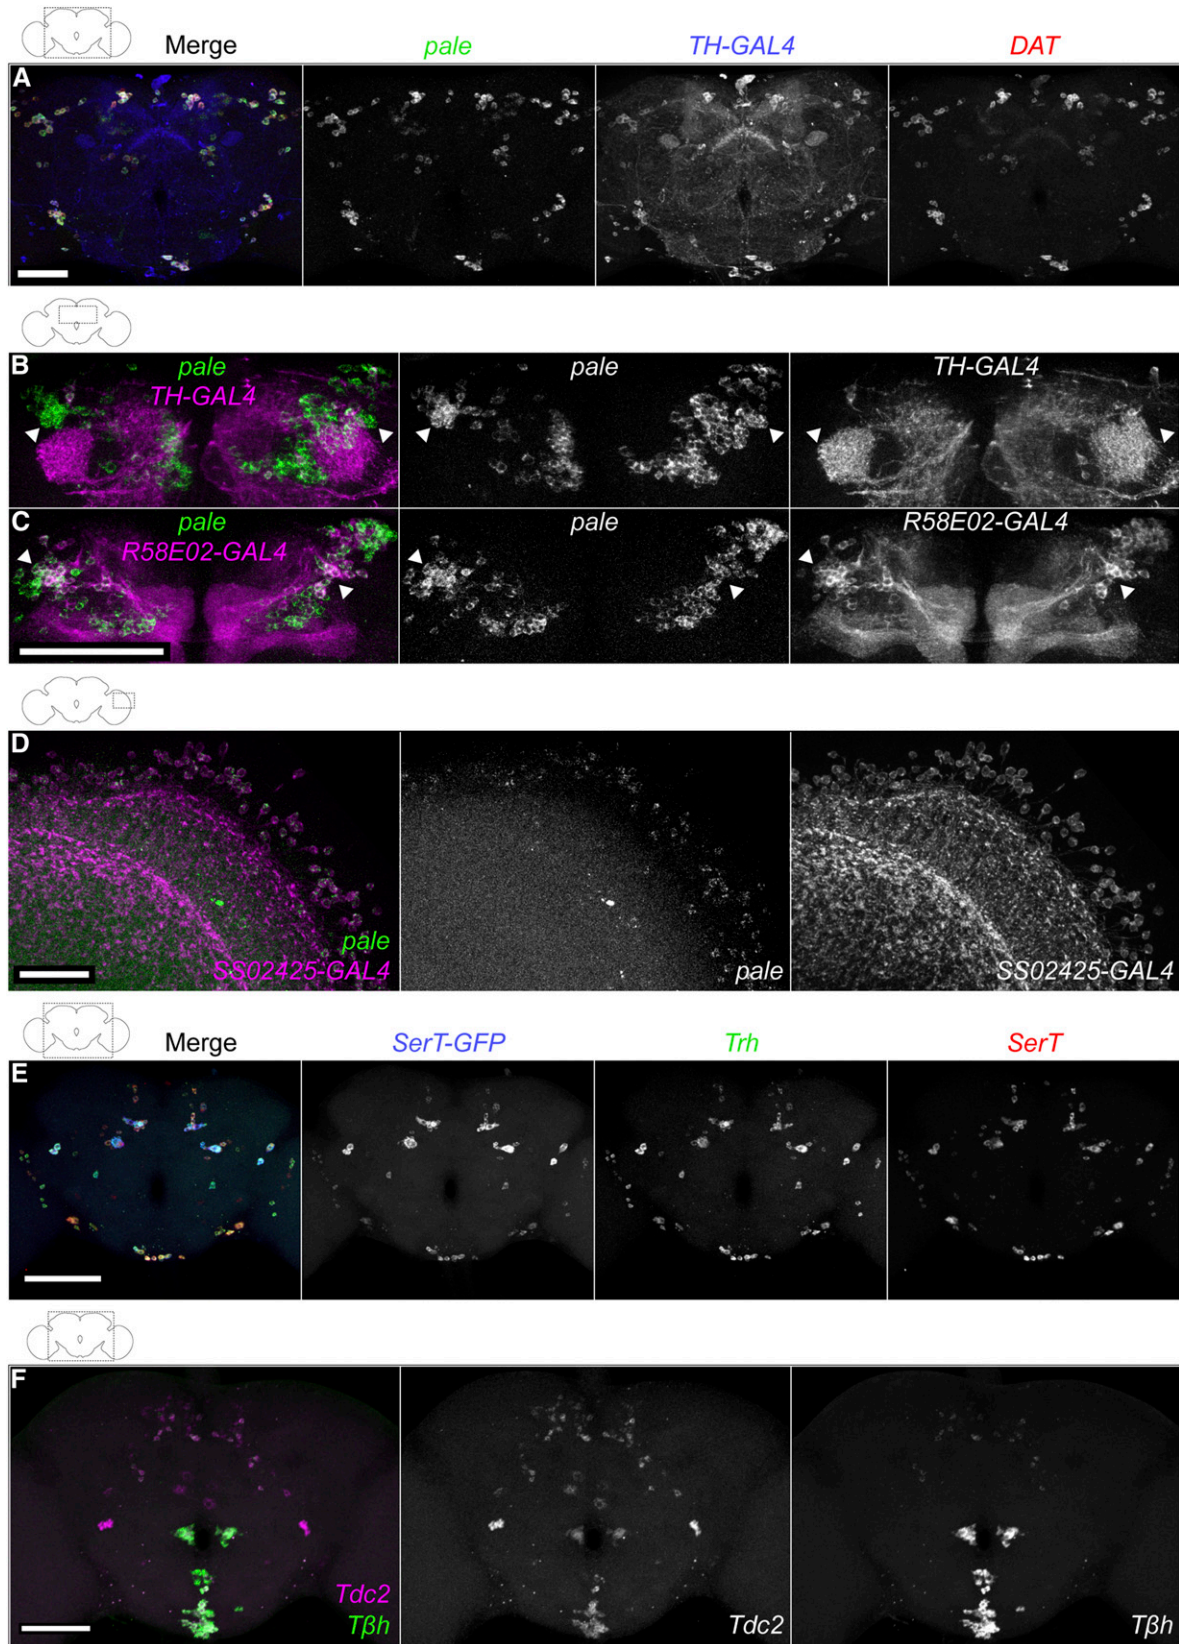 Merge pale TH-GAL4 DAT
A
B pale pale TH-GAL4
TH-GAL4
C pale pale R58E02-GAL4
R58E02-GAL4
D
pale
SS02425-GAL4 pale SS02425-GAL4
Merge SerT-GFP Trh SerT
E
F
Tdc2
Tβh Tdc2 Tβh